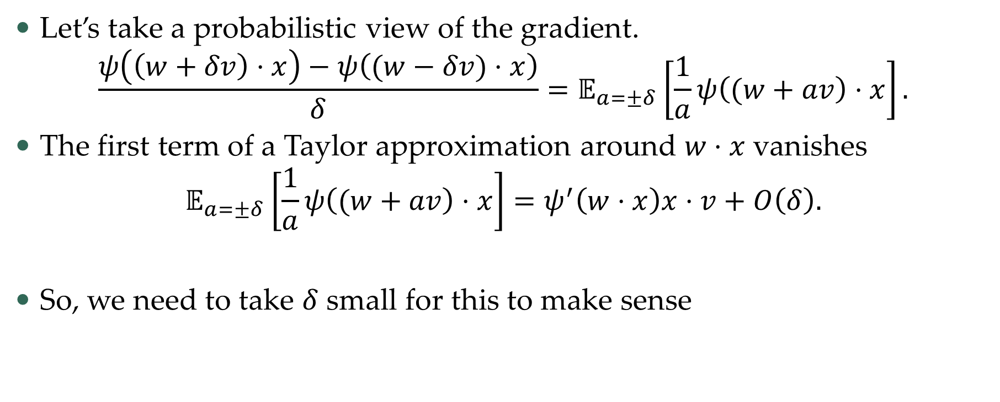 • Let's take a probabilistic view of the gradient.
$\frac{\psi((w + \delta v) \cdot x) - \psi((w - \delta v) \cdot x)}{\delta} = \mathbb{E}_{a=\pm\delta} \left[ \frac{1}{a} \psi((w + av) \cdot x \right].$
• The first term of a Taylor approximation around $w \cdot x$ vanishes
$\mathbb{E}_{a=\pm\delta} \left[ \frac{1}{a} \psi((w + av) \cdot x \right] = \psi'(w \cdot x)x \cdot v + O(\delta).$
• So, we need to take $\delta$ small for this to make sense